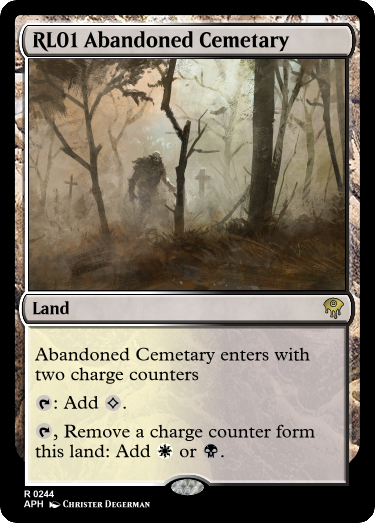 RL01 Abandoned Cemetary
Land
Abandoned Cemetary enters with
two charge counters
: Add .
, Remove a charge counter form
this land: Add or .
R 0244
APH Christer Degerman